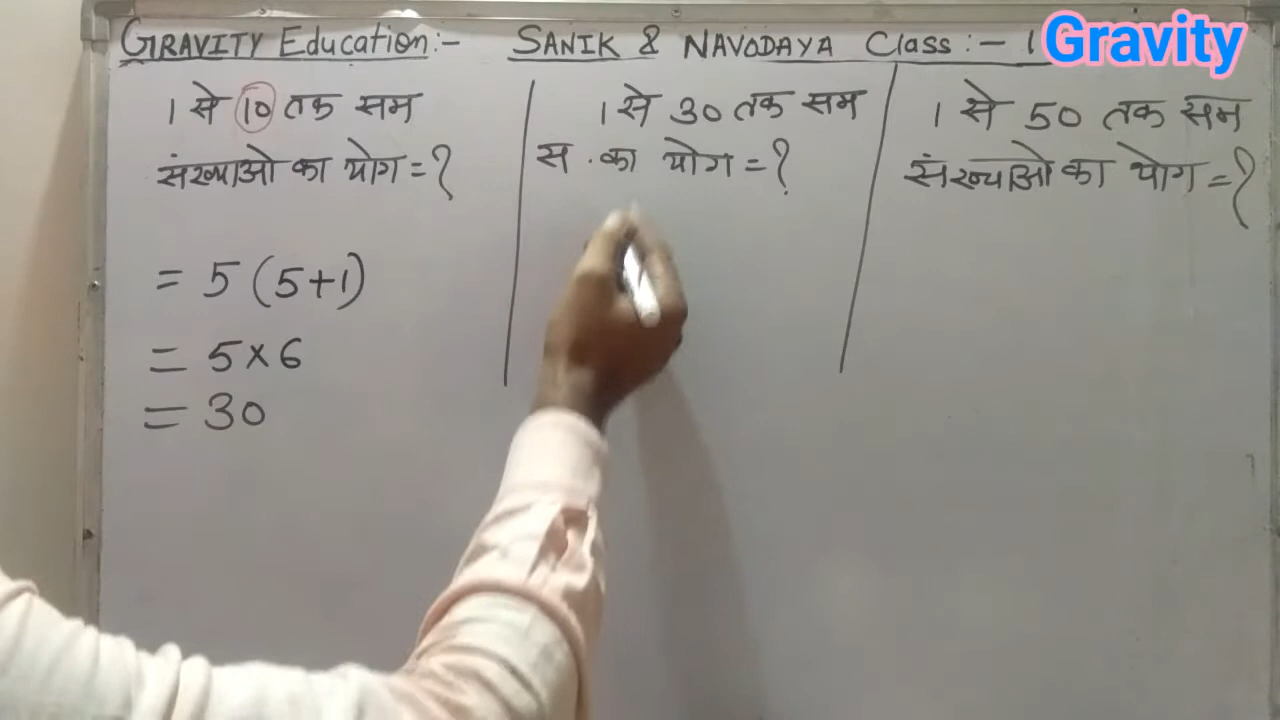 GRAVITY Education:- SANIK & NAVODAYA Class:- 1
Gravity
1 से 10 तक सम
संख्याओ का योग = ?
= 5 (5+1)
= 5×6
= 30
1 से 30 तक सम
स . का योग = ?
1 से 50 तक सम
संख्याओ का योग = ?